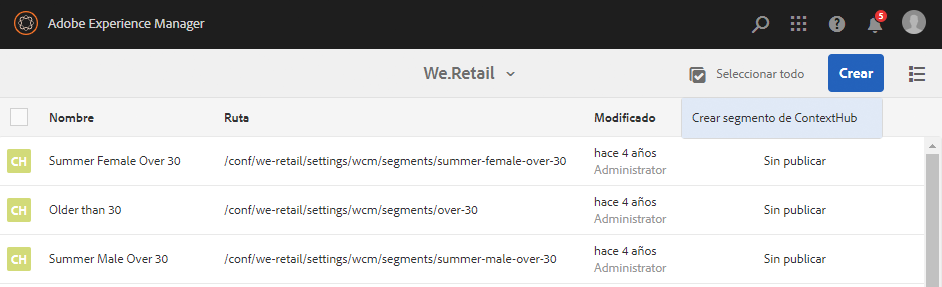 Adobe Experience Manager
5
We.Retail
Seleccionar todo
Crear
Nombre
Ruta
Modificado
Crear segmento de ContextHub
CH
Summer Female Over 30
/conf/we-retail/settings/wcm/segments/summer-female-over-30
hace 4 años
Administrator
Sin publicar
CH
Older than 30
/conf/we-retail/settings/wcm/segments/over-30
hace 4 años
Administrator
Sin publicar
CH
Summer Male Over 30
/conf/we-retail/settings/wcm/segments/summer-male-over-30
hace 4 años
Administrator
Sin publicar